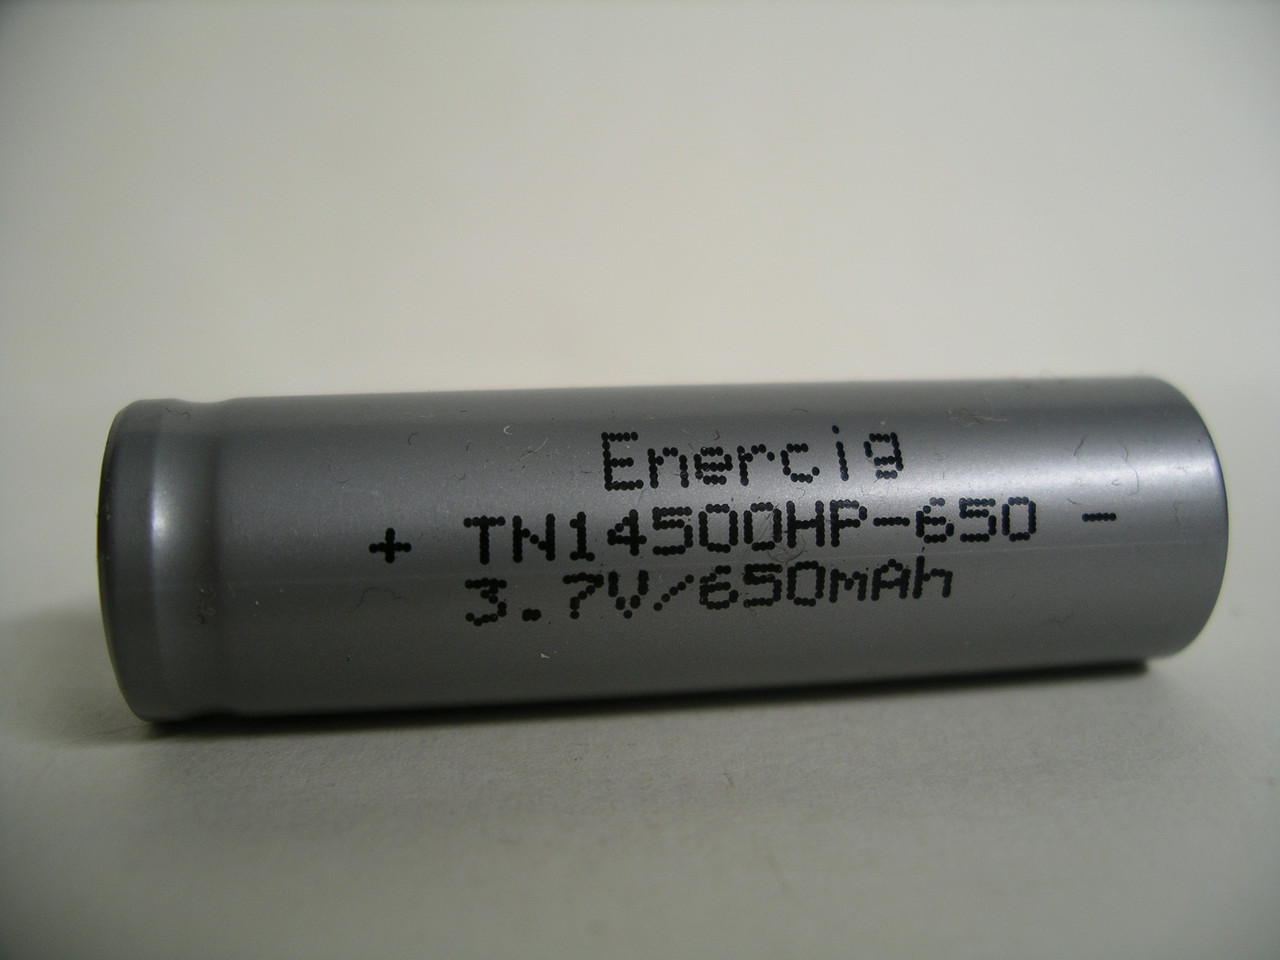 Enercig
+ TN14500HP-650 -
3.7V/650mAh